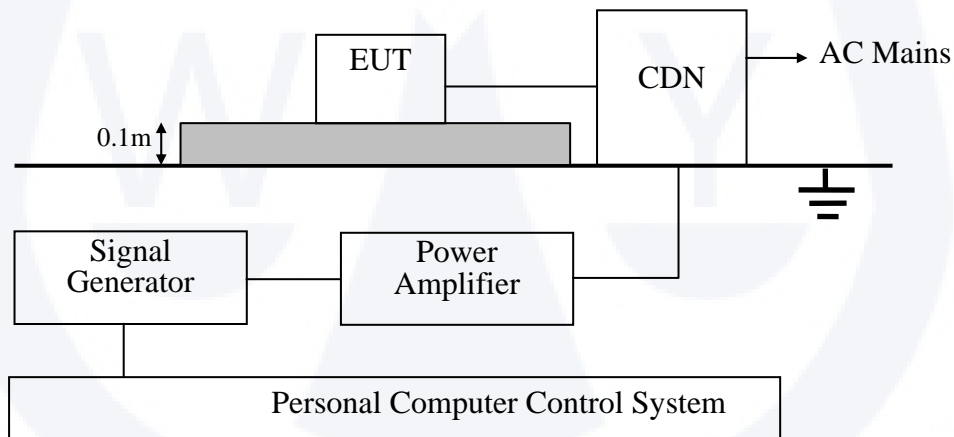 EUT
CDN
AC Mains
0.1m
Signal
Generator
Power
Amplifier
Personal Computer Control System